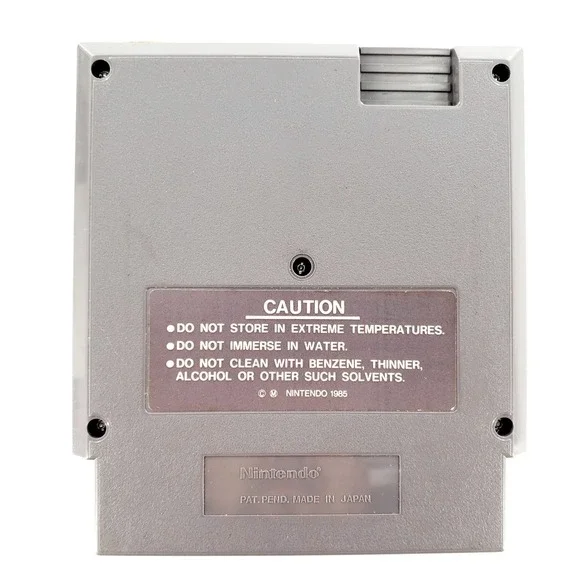 CAUTION
●DO NOT STORE IN EXTREME TEMPERATURES.
●DO NOT IMMERSE IN WATER.
●DO NOT CLEAN WITH BENZENE, THINNER,
ALCOHOL OR OTHER SUCH SOLVENTS.
© Ⓜ NINTENDO 1985
Nintendo®
PAT. PEND. MADE IN JAPAN